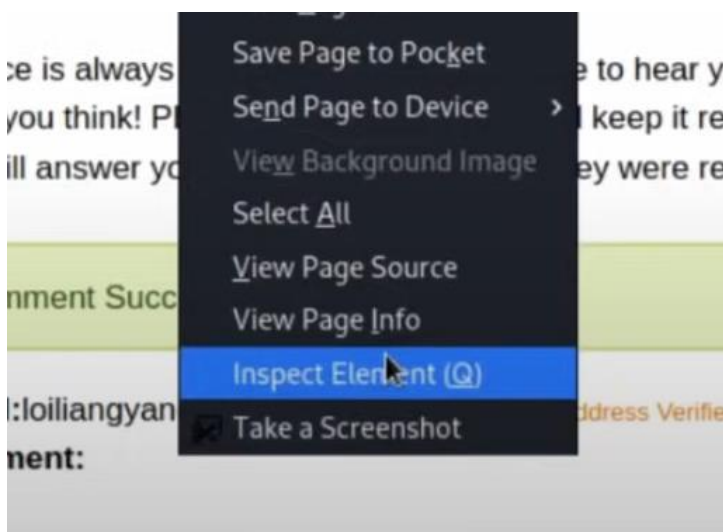 Save Page to Pocket
ce is always
e to hear y
Send Page to Device
you think! Pl
keep it re
View Background Image
ill answer yo
ey were re
Select All
View Page Source
nment Succ
View Page Info
Inspect Element (Q)
l:loiliangyan
ddress Verifie
Take a Screenshot
ment: